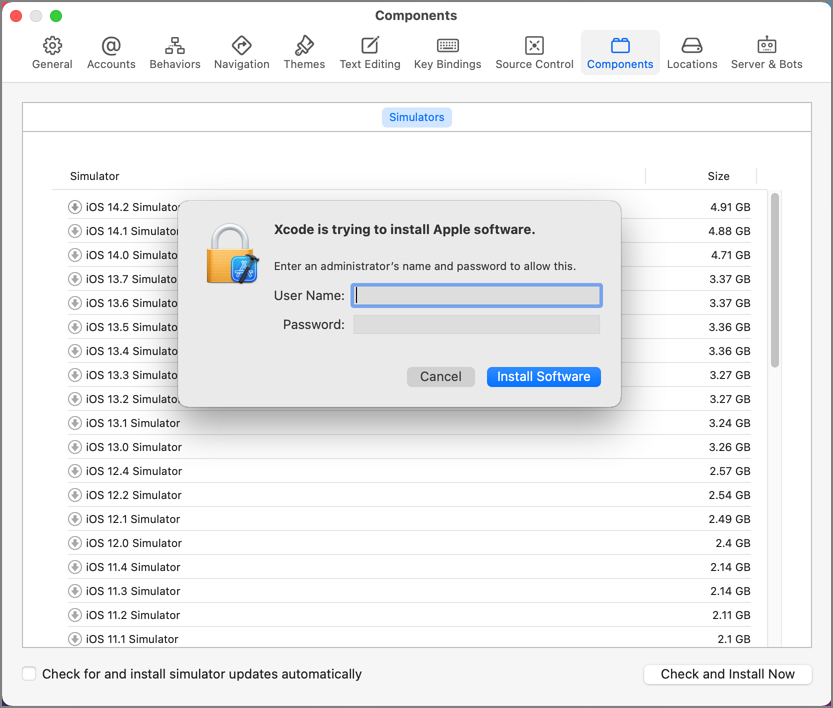 Components
General Accounts Behaviors Navigation Themes Text Editing Key Bindings Source Control Components Locations Server & Bots
Simulators
Simulator Size
iOS 14.2 Simulator 4.91 GB
iOS 14.1 Simulator 4.88 GB
Xcode is trying to install Apple software.
iOS 14.0 Simulato 4.71 GB
Enter an administrator's name and password to allow this.
iOS 13.7 Simulato 3.37 GB
User Name:
iOS 13.6 Simulato 3.37 GB
Password:
iOS 13.5 Simulato 3.36 GB
iOS 13.4 Simulato 3.36 GB
iOS 13.3 Simulato 3.27 GB
Cancel Install Software
iOS 13.2 Simulato 3.27 GB
iOS 13.1 Simulator 3.24 GB
iOS 13.0 Simulator 3.26 GB
iOS 12.4 Simulator 2.57 GB
iOS 12.2 Simulator 2.54 GB
iOS 12.1 Simulator 2.49 GB
iOS 12.0 Simulator 2.4 GB
iOS 11.4 Simulator 2.14 GB
iOS 11.3 Simulator 2.14 GB
iOS 11.2 Simulator 2.11 GB
iOS 11.1 Simulator 2.1 GB
Check for and install simulator updates automatically Check and Install Now